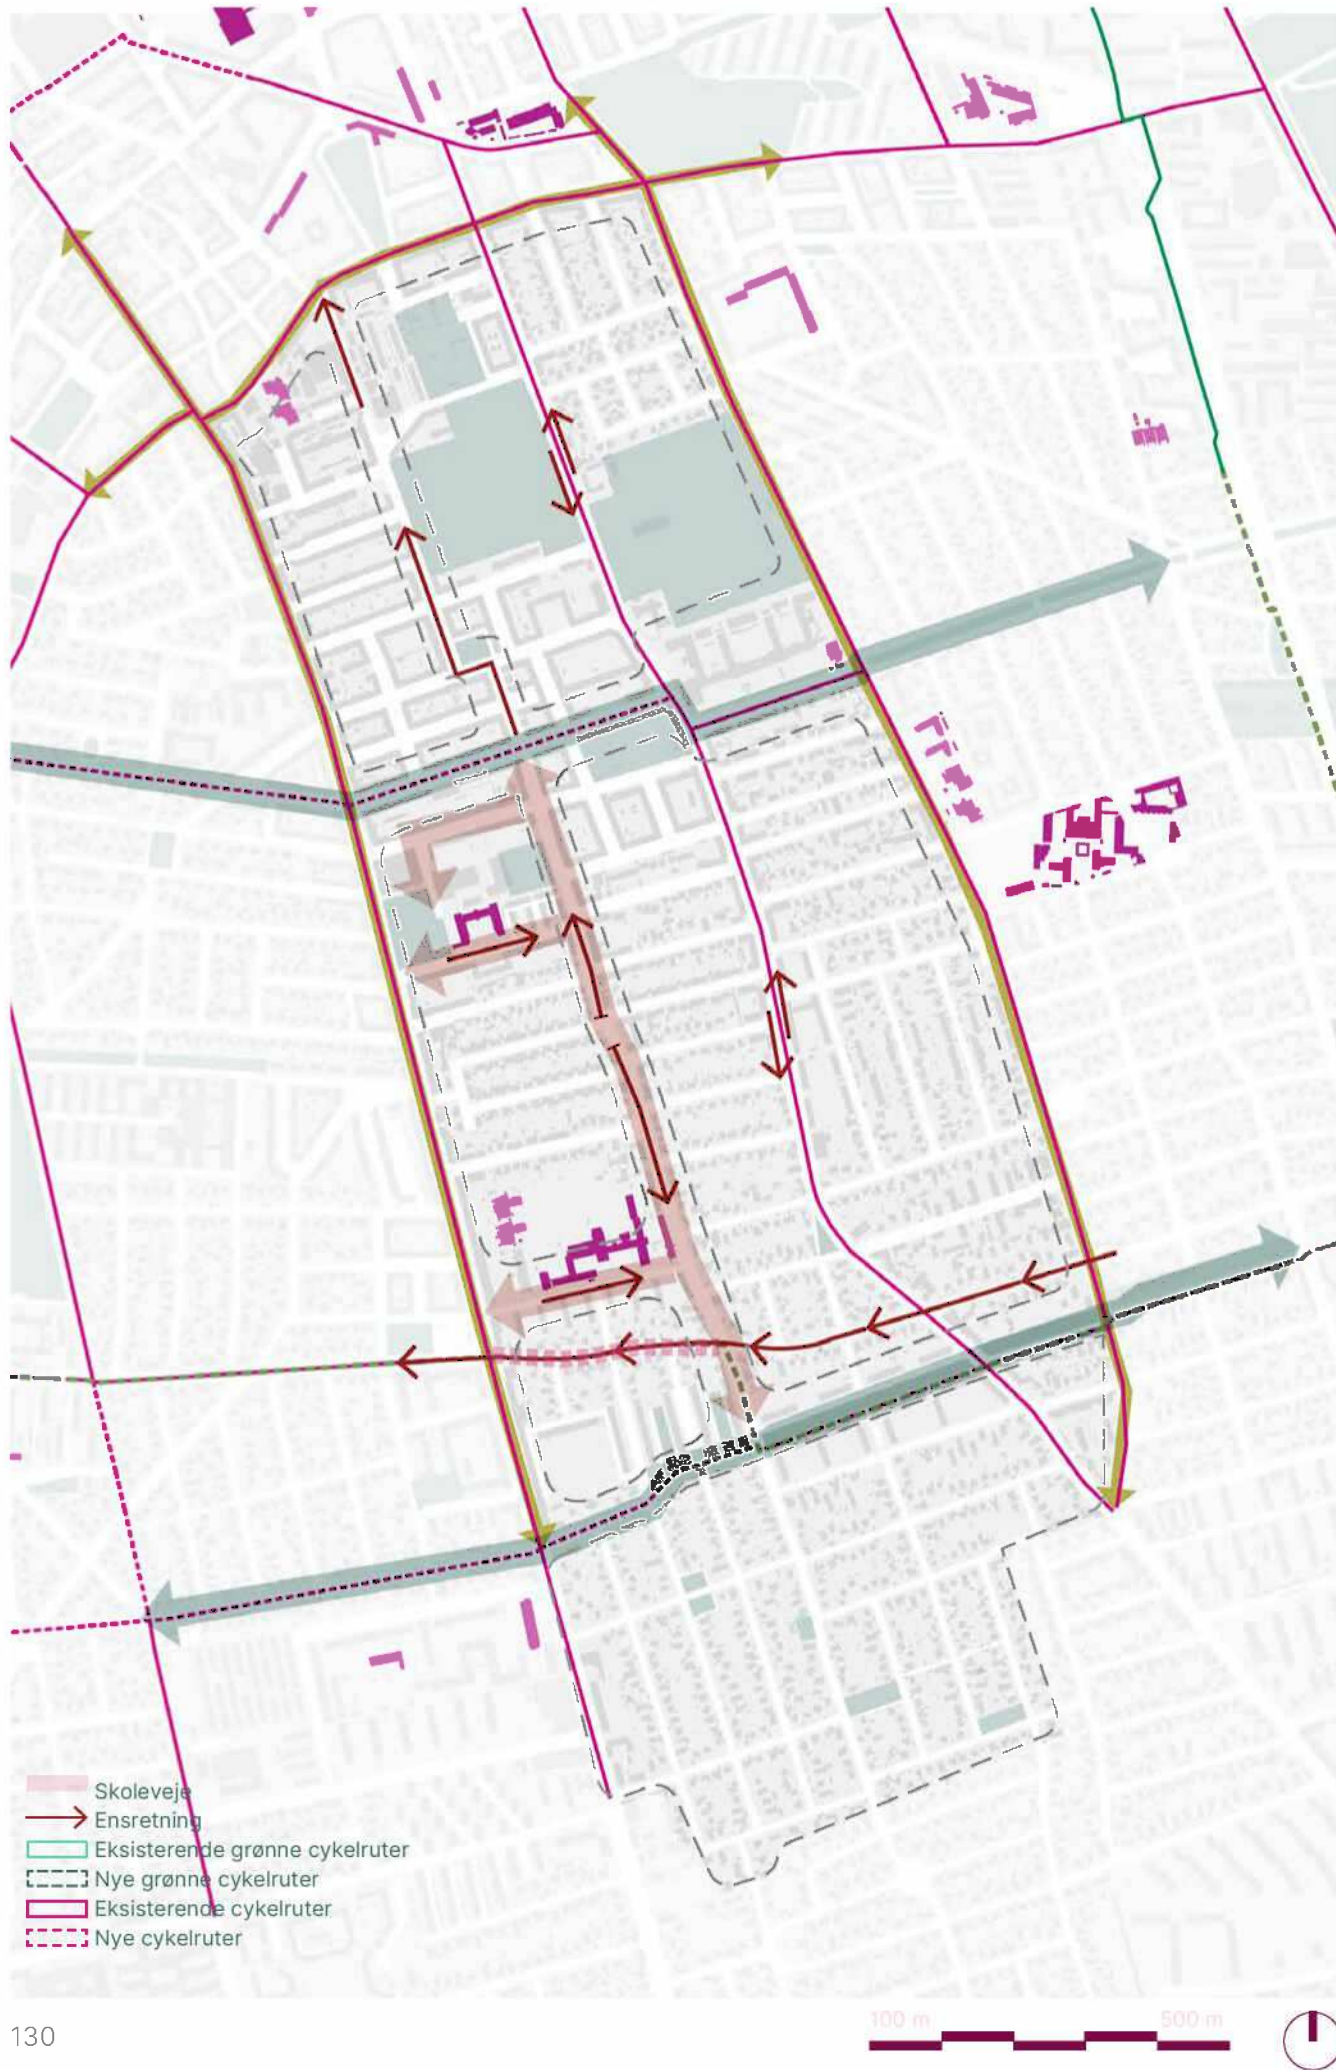 Skoleveje
Ensretning
Eksisterende grønne cykelruter
Nye grønne cykelruter
Eksisterende cykelruter
Nye cykelruter
130
100 m 500 m